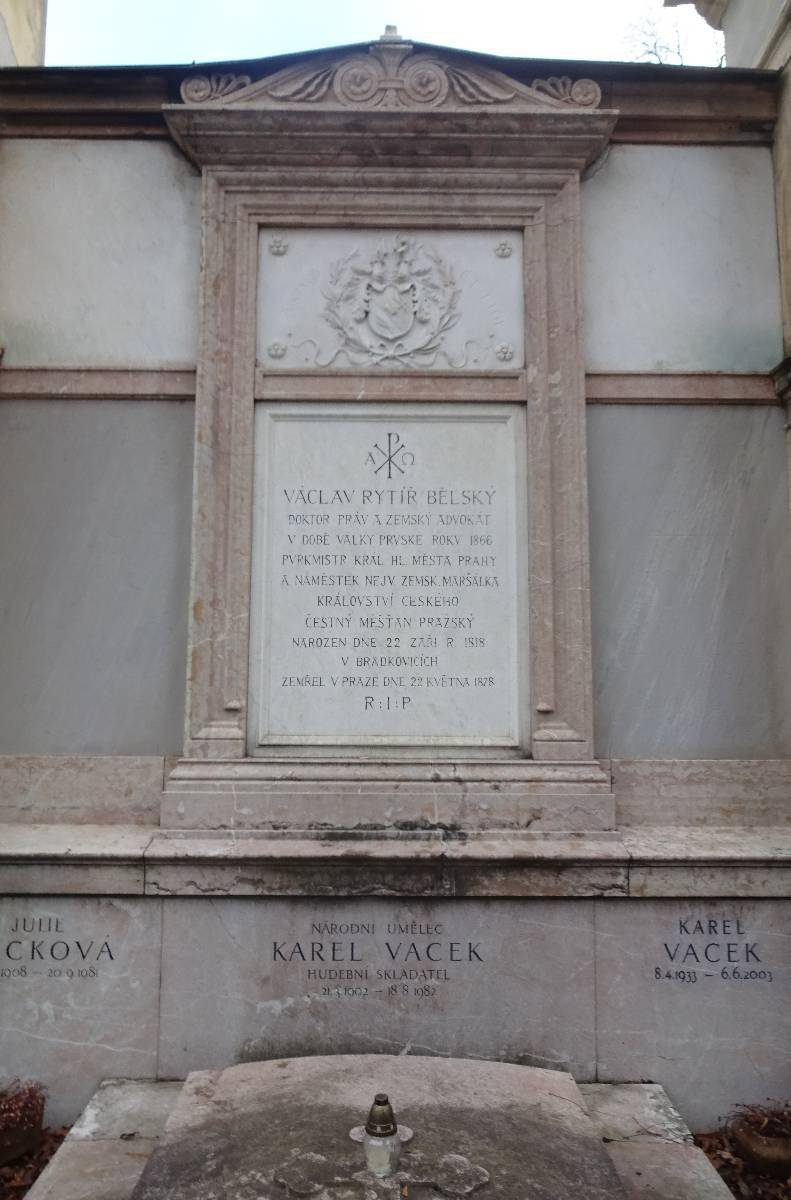 Α Ω
VÁCLAV RYTÍŘ BĚLSKÝ
DOKTOR PRÁV A ZEMSKÝ ADVOKÁT
V DOBĚ VÁLKY PRVSKE ROKV 1866
PVRKMISTR KRÁL. HL. MĚSTA PRAHY
A NÁMĚSTEK NEJV. ZEMSK. MARŠÁLKA
KRÁLOVSTVÍ ČESKÉHO
ČESTNÝ MĚŠŤAN PRAŽSKÝ
NAROZEN DNE 22 ZÁŘÍ R. 1818
V BRADKOVICÍCH
ZEMŘEL V PRAZE DNE 22 KVĚTNA 1878
R:I:P
JULIE
CKOVÁ
1908 - 20.9.1981
NÁRODNÍ UMĚLEC
KAREL VACEK
HUDEBNÍ SKLADATEL
21.3.1902 - 18.8.1982
KAREL
VACEK
8.4.1933 - 6.6.2003